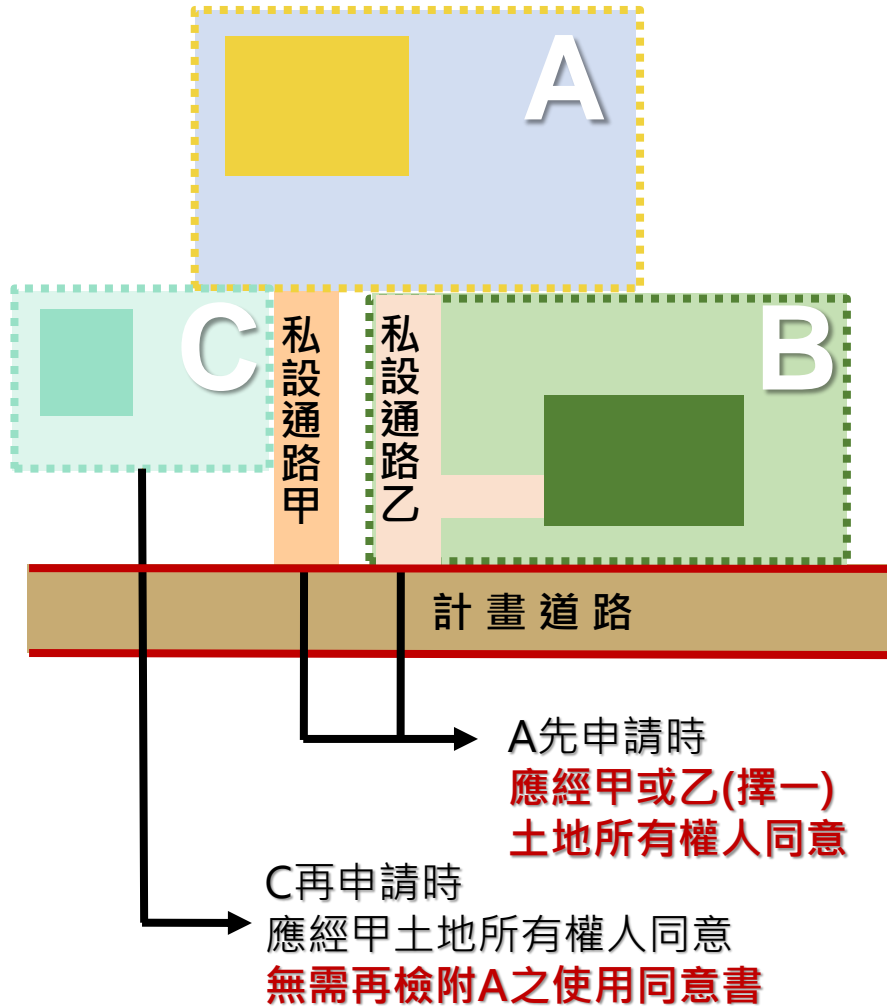 A
C
私設通路甲
私設通路乙
B
計畫道路
A先申請時
應經甲或乙(擇一)
土地所有權人同意
C再申請時
應經甲土地所有權人同意
無需再檢附A之使用同意書